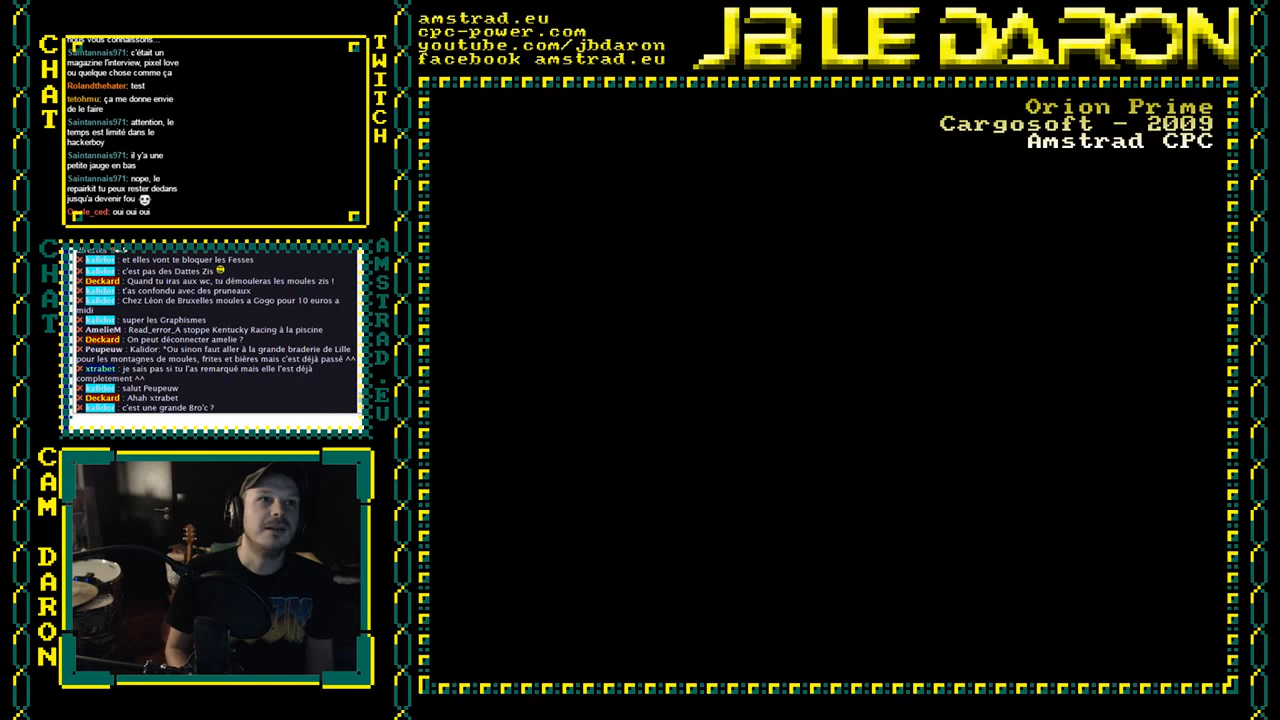 amstrad.eu
cpc-power.com
youtube.com/jbdaron
facebook amstrad.eu
JB LE DARON
Orion Prime
Cargosoft - 2009
Amstrad CPC
CHAT
TWITCH
nous vous connaissons...
Saintannais971: c'était un
magazine l'interview, pixel love
ou quelque chose comme ça
Rolandthehater: test
tetohmu: ça me donne envie
de le faire
Saintannais971: attention, le
temps est limité dans le
hackerboy
Saintannais971: il y'a une
petite jauge en bas
Saintannais971: nope, le
repairkit tu peux rester dedans
jusqu'a devenir fou
le_ced: oui oui oui
CHAT
AMSTRAD.EU
kalidor : et elles vont te bloquer les Fesses
kalidor : c'est pas des Dattes Zis
Deckard : Quand tu iras aux wc, tu démouleras les moules zis !
kalidor : t'as confondu avec des pruneaux
kalidor : Chez Léon de Bruxelles moules a Gogo pour 10 euros a
midi
kalidor : super les Graphismes
AmelieM : Read_error_A stoppe Kentucky Racing à la piscine
Deckard : On peut déconnecter amelie ?
Peupeuw : Kalidor: "Ou sinon faut aller à la grande braderie de Lille
pour les montagnes de moules, frites et bières mais c'est déjà passé ^^
xtrabet : je sais pas si tu l'as remarqué mais elle l'est déjà
completement ^^
kalidor : salut Peupeuw
Deckard : Ahah xtrabet
kalidor : c'est une grande Bro'c ?
CAM DARON